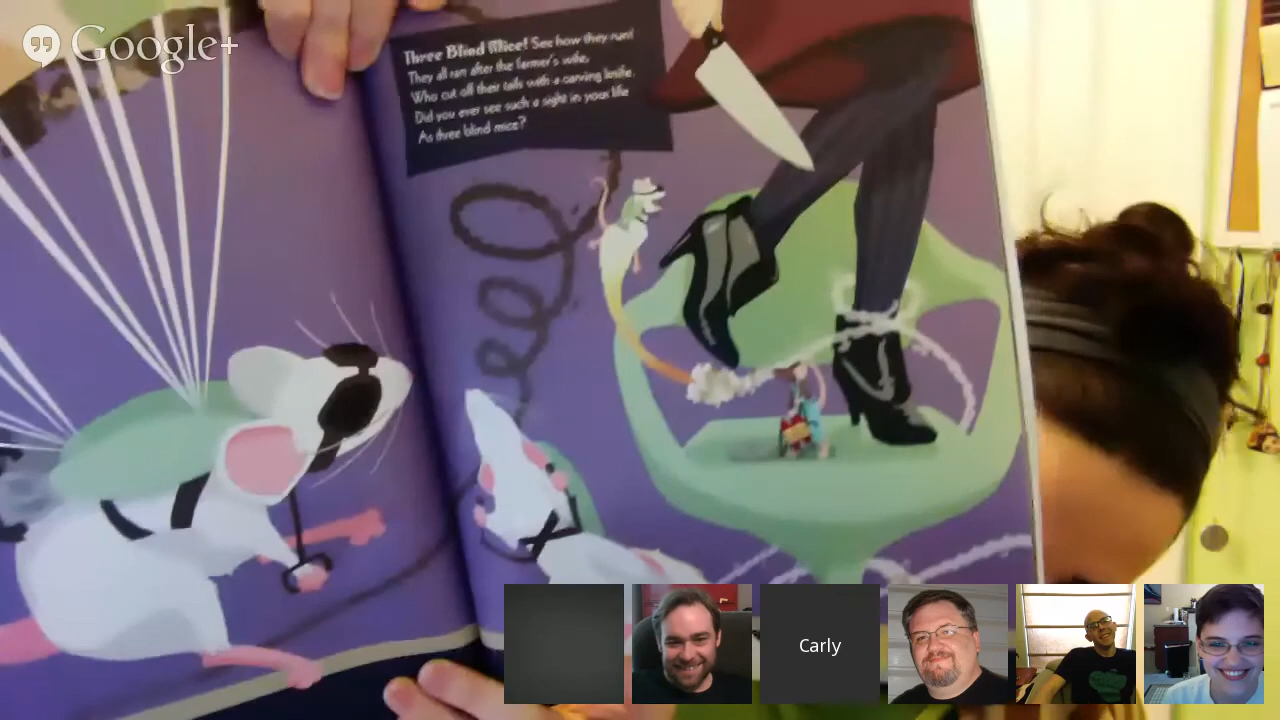 Google+
Three Blind Mice! See how they run!
They all ran after the farmer's wife,
Who cut off their tails with a carving knife.
Did you ever see such a sight in your life
As three blind mice?
Carly